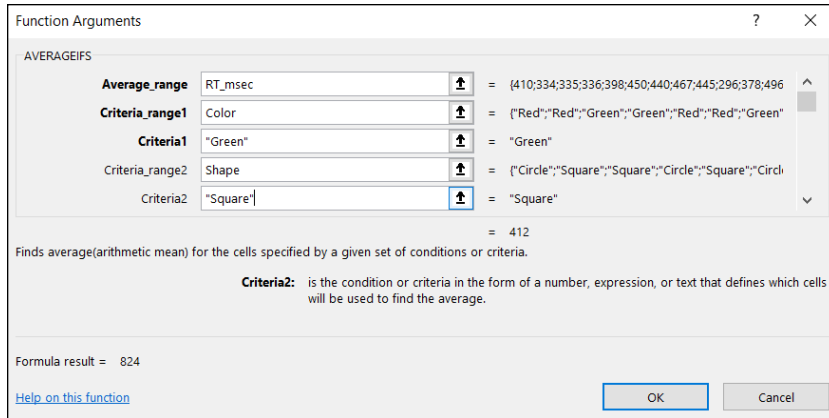 Function Arguments ? X
AVERAGEIFS
Average_range RT_msec = {410;334;335;336;398;450;440;467;445;296;378;496
Criteria_range1 Color = {"Red";"Red";"Green";"Green";"Red";"Red";"Green"
Criteria1 "Green" = "Green"
Criteria_range2 Shape = {"Circle";"Square";"Square";"Circle";"Square";"Circl
Criteria2 "Square" = "Square"
= 412
Finds average(arithmetic mean) for the cells specified by a given set of conditions or criteria.
Criteria2: is the condition or criteria in the form of a number, expression, or text that defines which cells
will be used to find the average.
Formula result = 824
Help on this function OK Cancel